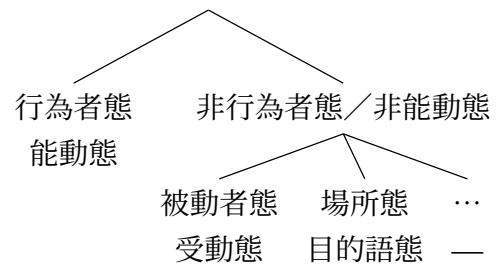 行為者態 非行為者態／非能動態
能動態
被動者態 場所態 …
受動態 目的語態 —